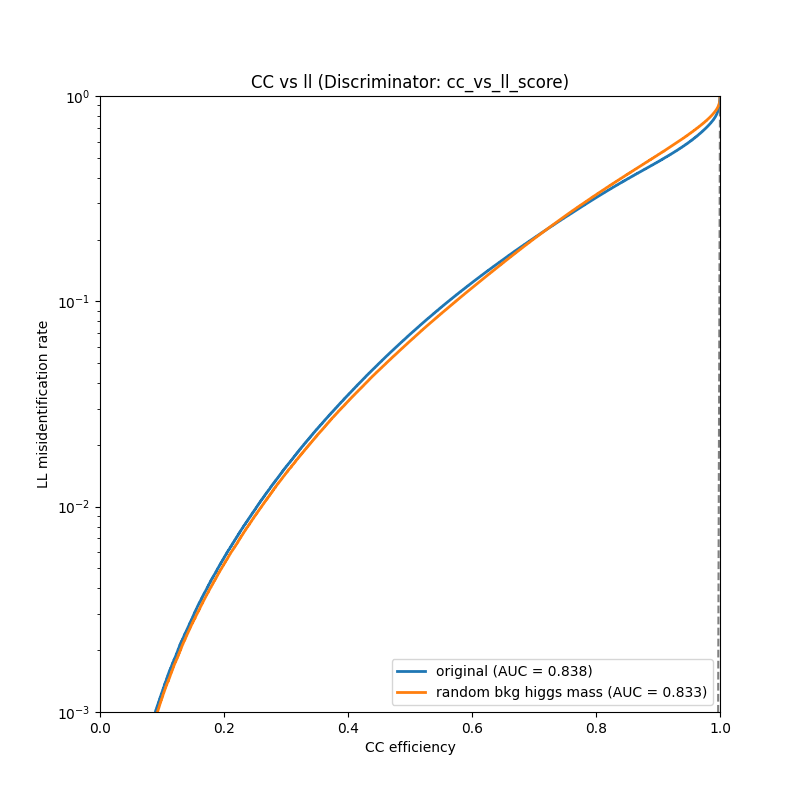 CC vs ll (Discriminator: cc_vs_ll_score)
10⁰
10⁻¹
10⁻²
10⁻³
LL misidentification rate
original (AUC = 0.838)
random bkg higgs mass (AUC = 0.833)
0.0 0.2 0.4 0.6 0.8 1.0
CC efficiency